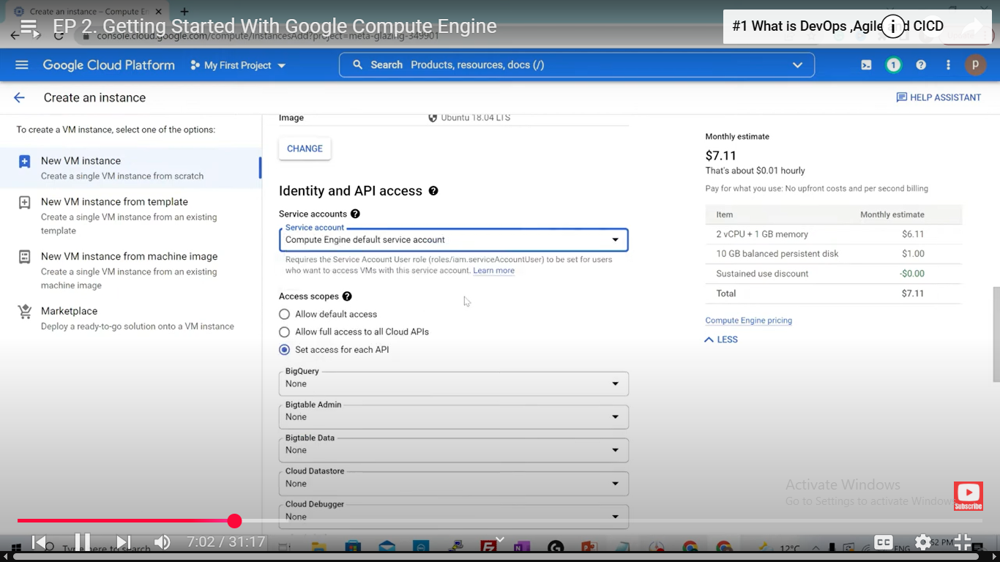 Create an instance – Compute E
EP 2. Getting Started With Google Compute Engine
#1 What is DevOps ,Agile and CICD
console.cloud.google.com/compute/instancesAdd?project=meta-glazing-349901
Google Cloud Platform
My First Project
Search Products, resources, docs (/)
1
p
Create an instance
HELP ASSISTANT
To create a VM instance, select one of the options:
New VM instance
Create a single VM instance from scratch
New VM instance from template
Create a single VM instance from an existing
template
New VM instance from machine image
Create a single VM instance from an existing
machine image
Marketplace
Deploy a ready-to-go solution onto a VM instance
Image
Ubuntu 18.04 LTS
CHANGE
Identity and API access
Service accounts
Service account
Compute Engine default service account
Requires the Service Account User role (roles/iam.serviceAccountUser) to be set for users
who want to access VMs with this service account. Learn more
Access scopes
Allow default access
Allow full access to all Cloud APIs
Set access for each API
BigQuery
None
Bigtable Admin
None
Bigtable Data
None
Cloud Datastore
None
Cloud Debugger
None
Monthly estimate
$7.11
That's about $0.01 hourly
Pay for what you use: No upfront costs and per second billing
Item Monthly estimate
2 vCPU + 1 GB memory $6.11
10 GB balanced persistent disk $1.00
Sustained use discount -$0.00
Total $7.11
Compute Engine pricing
LESS
Activate Windows
Go to Settings to activate Windows
Subscribe
7:02 / 31:17
Type here to search
12°C
ENG
:52 PM
CC